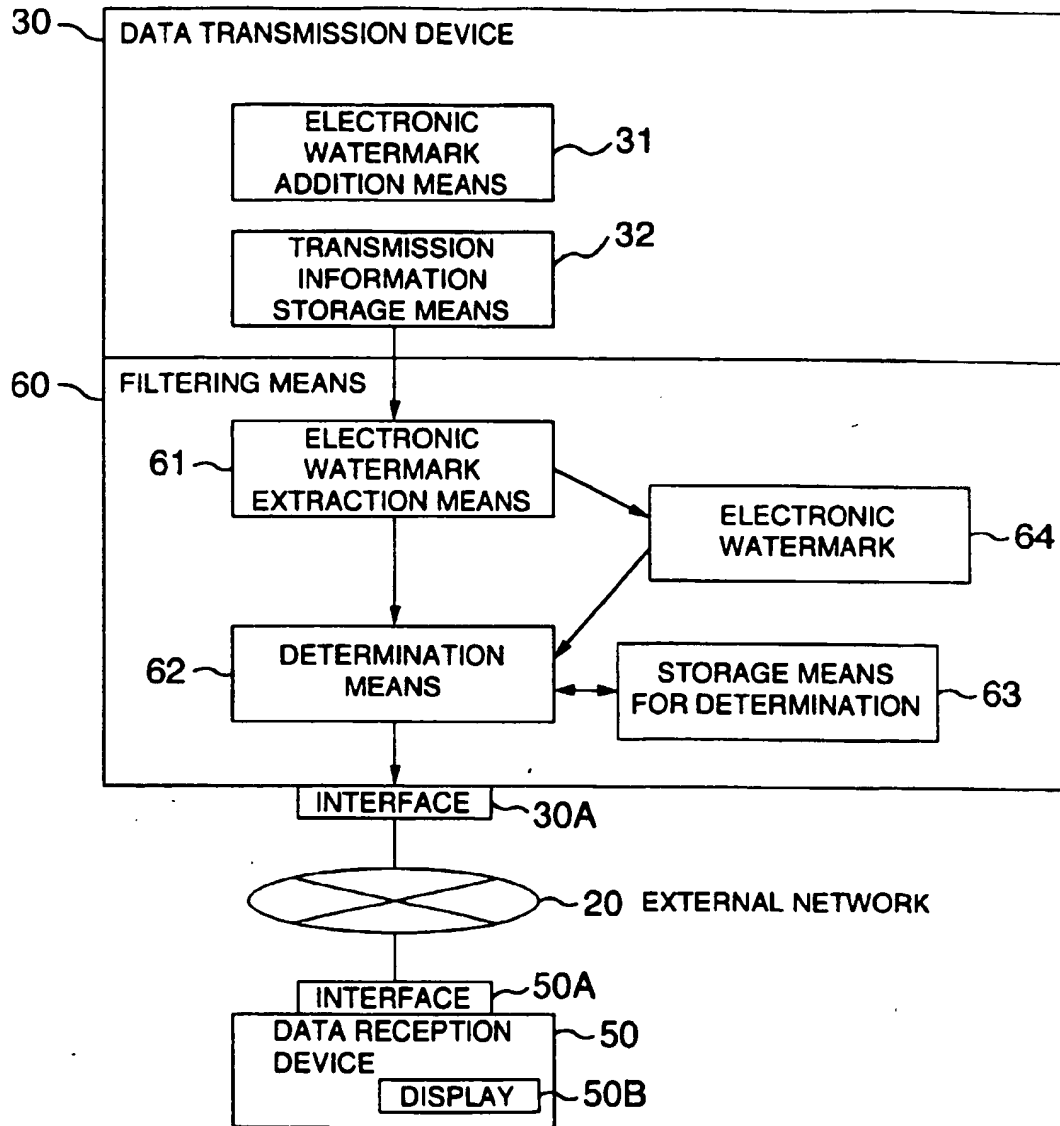 30
DATA TRANSMISSION DEVICE
ELECTRONIC
WATERMARK
ADDITION MEANS
31
TRANSMISSION
INFORMATION
STORAGE MEANS
32
60
FILTERING MEANS
61
ELECTRONIC
WATERMARK
EXTRACTION MEANS
ELECTRONIC
WATERMARK
64
62
DETERMINATION
MEANS
STORAGE MEANS
FOR DETERMINATION
63
INTERFACE
30A
20 EXTERNAL NETWORK
INTERFACE
50A
DATA RECEPTION
DEVICE
50
DISPLAY
50B